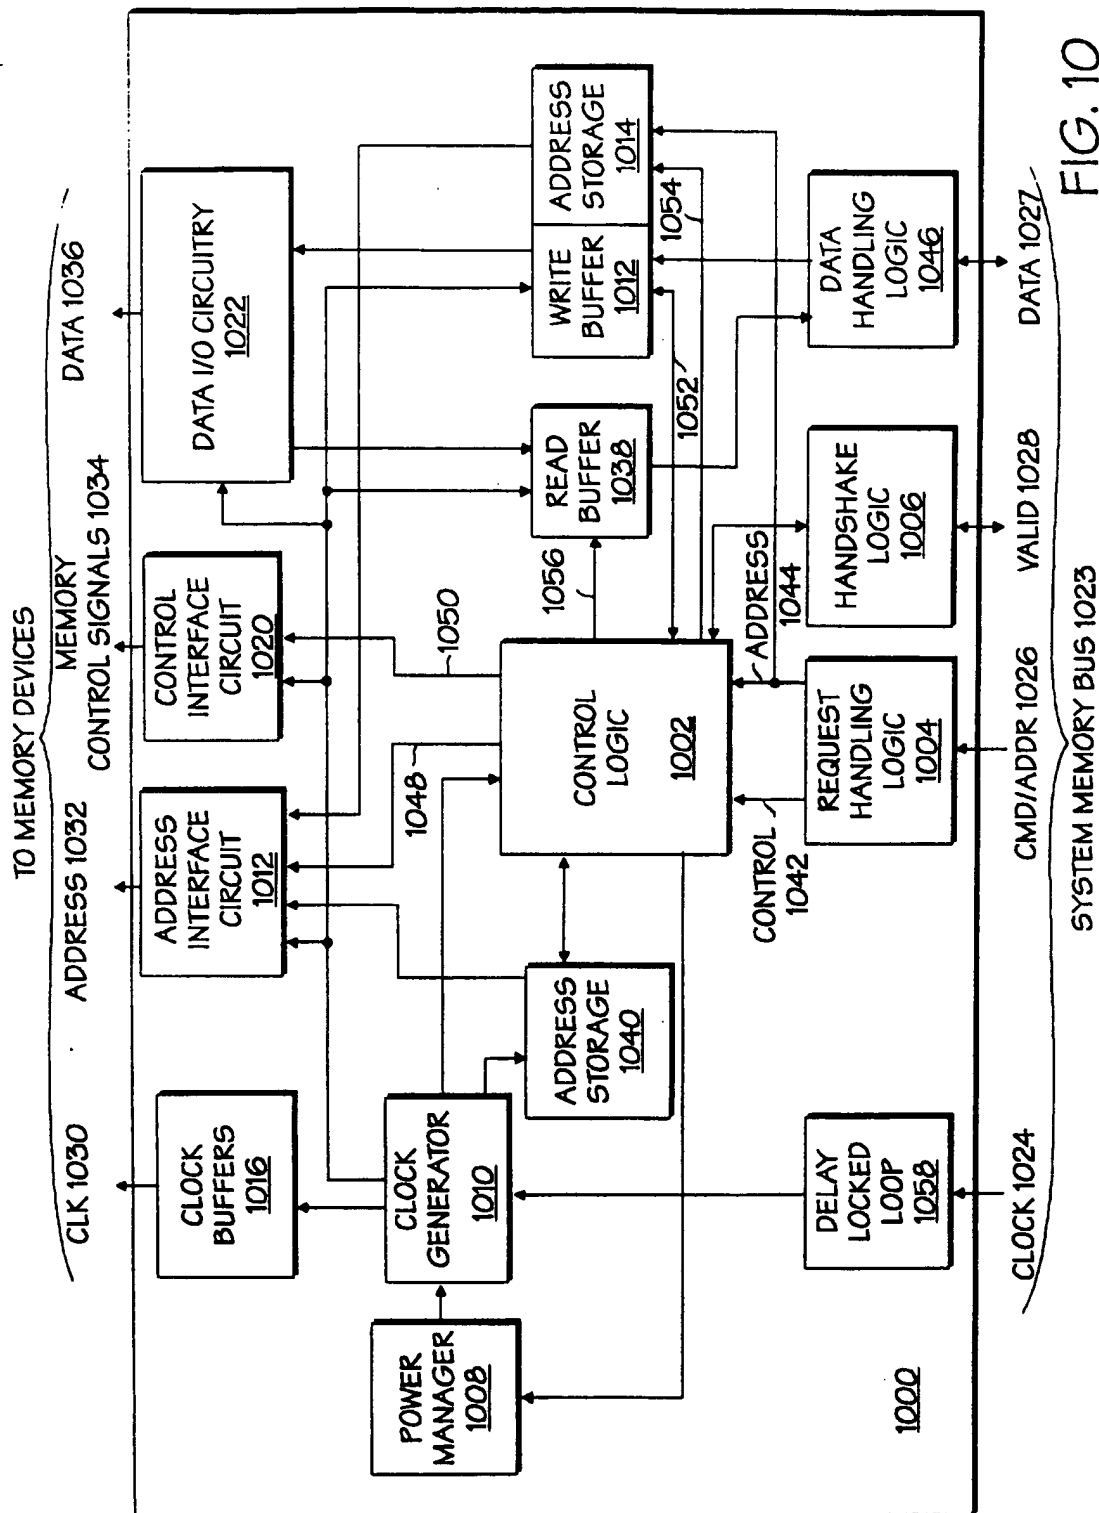 TO MEMORY DEVICES
CLK 1030
ADDRESS 1032
MEMORY
CONTROL SIGNALS 1034
DATA 1036
CLOCK
BUFFERS
1016
ADDRESS
INTERFACE
CIRCUIT
1012
CONTROL
INTERFACE
CIRCUIT
1020
DATA I/O CIRCUITRY
1022
POWER
MANAGER
1008
CLOCK
GENERATOR
1010
1048
1050
ADDRESS
STORAGE
1040
CONTROL
LOGIC
1002
1056
READ
BUFFER
1038
WRITE
BUFFER
1012
ADDRESS
STORAGE
1014
1052
1054
CONTROL
1042
ADDRESS
1044
DELAY
LOCKED
LOOP
1058
REQUEST
HANDLING
LOGIC
1004
HANDSHAKE
LOGIC
1006
DATA
HANDLING
LOGIC
1046
1000
CLOCK 1024
CMD/ADDR 1026
VALID 1028
DATA 1027
SYSTEM MEMORY BUS 1023
FIG. 10